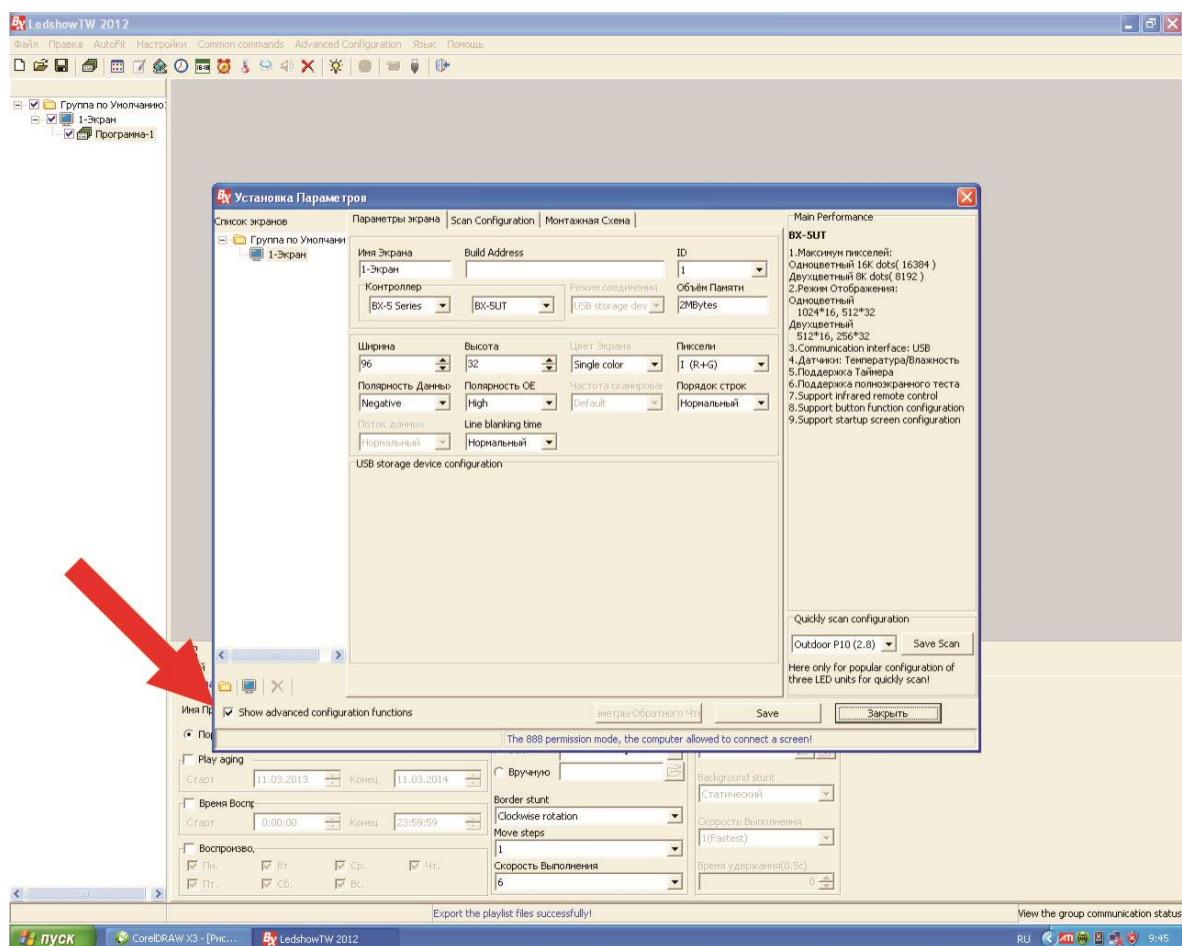 LedshowTW 2012
Файл Правка AutoFit Настройки Common commands Advanced Configuration Язык Помощь
Группа по Умолчанию:
1-Экран
Программа-1
Установка Параметров
Список экранов
Группа по Умолчани
1-Экран
Параметры экрана Scan Configuration Монтажная Схема
Имя Экрана Build Address ID
1-Экран 1
Контроллер Режим соединения Объём Памяти
BX-5 Series BX-5UT USB storage dev 2MBytes
Ширина Высота Цвет Экрана Пиксели
96 32 Single color I (R+G)
Полярность Данны Полярность OE Частота сканирован Порядок строк
Negative High Default Нормальный
Поток данных Line blanking time
Нормальный Нормальный
USB storage device configuration
Main Performance
BX-5UT
1.Максимум пикселей:
Одноцветный 16K dots( 16384 )
Двухцветный 8K dots( 8192 )
2.Режим Отображения:
Одноцветный
1024*16, 512*32
Двухцветный
512*16, 256*32
3.Communication interface: USB
4.Датчики: Температура/Влажность
5.Поддержка Таймера
6.Поддержка полноэкранного теста
7.Support infrared remote control
8.Support button function configuration
9.Support startup screen configuration
Quickly scan configuration
Outdoor P10 (2.8) Save Scan
Here only for popular configuration of
three LED units for quickly scan!
Show advanced configuration functions
Обратного Save Закрыть
The 888 permission mode, the computer allowed to connect a screen!
Имя Пр
По
Play aging
Старт 11.03.2013 Конец 11.03.2014
Время Воспр
Старт 0:00:00 Конец 23:59:59
Воспроизво,
Пн. Вт. Ср. Чт.
Пт. Сб. Вс.
Вручную
Border stunt
Clockwise rotation
Move steps
1
Скорость Выполнения
6
Background stunt
Статический
Скорость Выполнения
1(Fastest)
Время удержания(0.5с)
0
Export the playlist files successfully!
View the group communication status
пуск CorelDRAW X3 - [Рис... LedshowTW 2012 RU 9:45